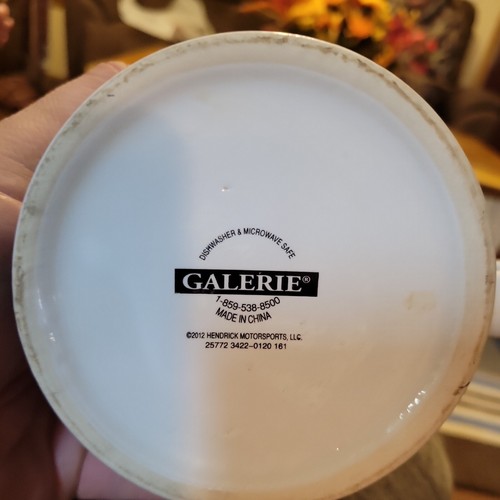 DISHWASHER & MICROWAVE SAFE
GALERIE®
1-859-538-8500
MADE IN CHINA
©2012 HENDRICK MOTORSPORTS, LLC.
25772 3422-0120 161